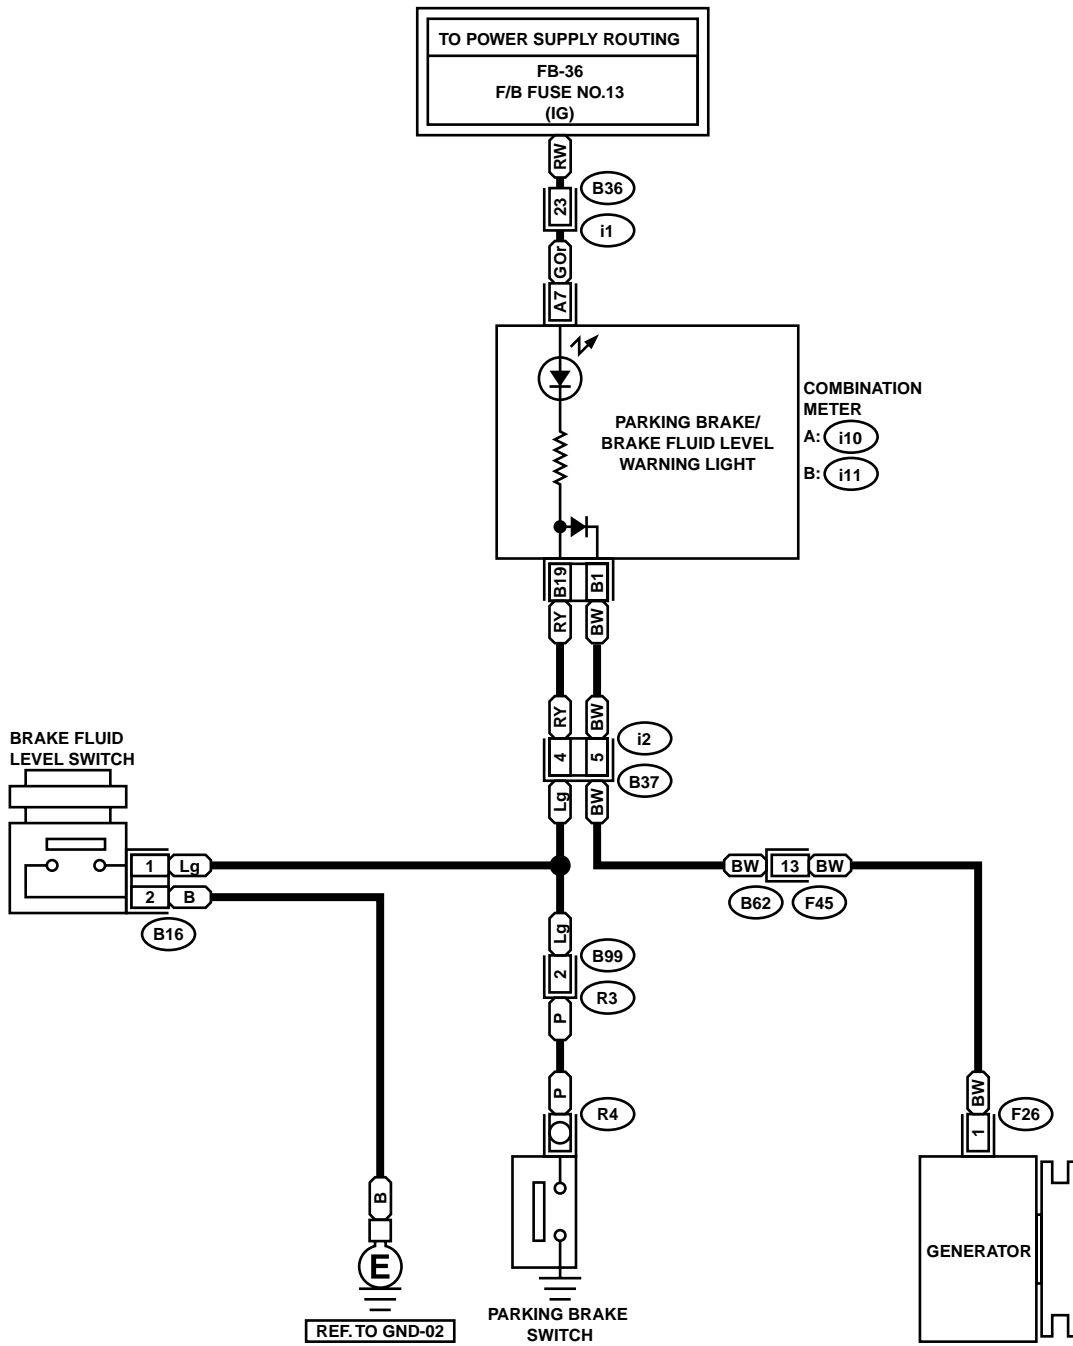 TO POWER SUPPLY ROUTING
FB-36
F/B FUSE NO.13
(IG)
RW
23
B36
i1
GOr
A7
PARKING BRAKE/
BRAKE FLUID LEVEL
WARNING LIGHT
COMBINATION
METER
A: i10
B: i11
B19 B1
RY BW
RY BW
4 5
i2
B37
Lg BW
BRAKE FLUID
LEVEL SWITCH
1 Lg
2 B
B16
BW 13 BW
B62 F45
Lg
2
B99
R3
P
P
R4
BW
1
F26
B
E
REF. TO GND-02
PARKING BRAKE
SWITCH
GENERATOR